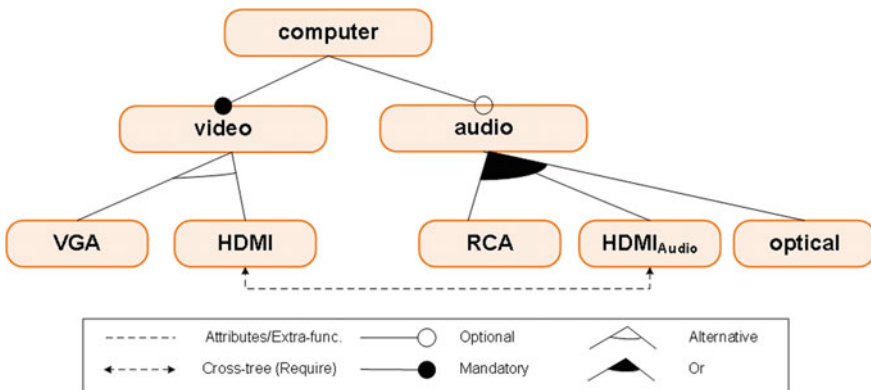 computer
video
audio
VGA
HDMI
RCA
HDMIAudio
optical
Attributes/Extra-func.
Optional
Alternative
Cross-tree (Require)
Mandatory
Or